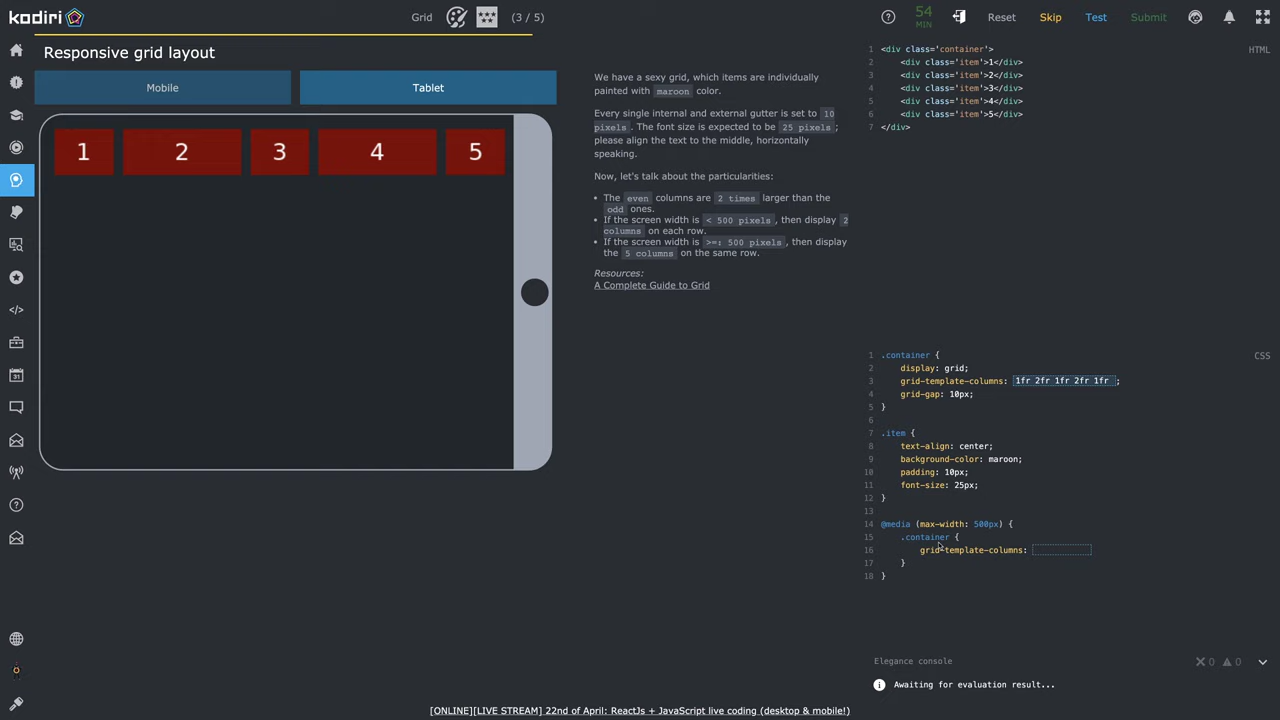 kodiri
Grid
(3 / 5)
54
MIN
Reset
Skip
Test
Submit
Responsive grid layout
Mobile
Tablet
1
2
3
4
5
We have a sexy grid, which items are individually
painted with maroon color.
Every single internal and external gutter is set to 10
pixels. The font size is expected to be 25 pixels;
please align the text to the middle, horizontally
speaking.
Now, let's talk about the particularities:
• The even columns are 2 times larger than the
odd ones.
• If the screen width is < 500 pixels, then display 2
columns on each row.
• If the screen width is >=: 500 pixels, then display
the 5 columns on the same row.
Resources:
A Complete Guide to Grid
HTML
1 <div class='container'>
2 <div class='item'>1</div>
3 <div class='item'>2</div>
4 <div class='item'>3</div>
5 <div class='item'>4</div>
6 <div class='item'>5</div>
7 </div>
CSS
1 .container {
2 display: grid;
3 grid-template-columns: 1fr 2fr 1fr 2fr 1fr ;
4 grid-gap: 10px;
5 }
6
7 .item {
8 text-align: center;
9 background-color: maroon;
10 padding: 10px;
11 font-size: 25px;
12 }
13
14 @media (max-width: 500px) {
15 .container {
16 grid-template-columns:
17 }
18 }
Elegance console
0
0
Awaiting for evaluation result...
[ONLINE][LIVE STREAM] 22nd of April: ReactJs + JavaScript live coding (desktop & mobile!)